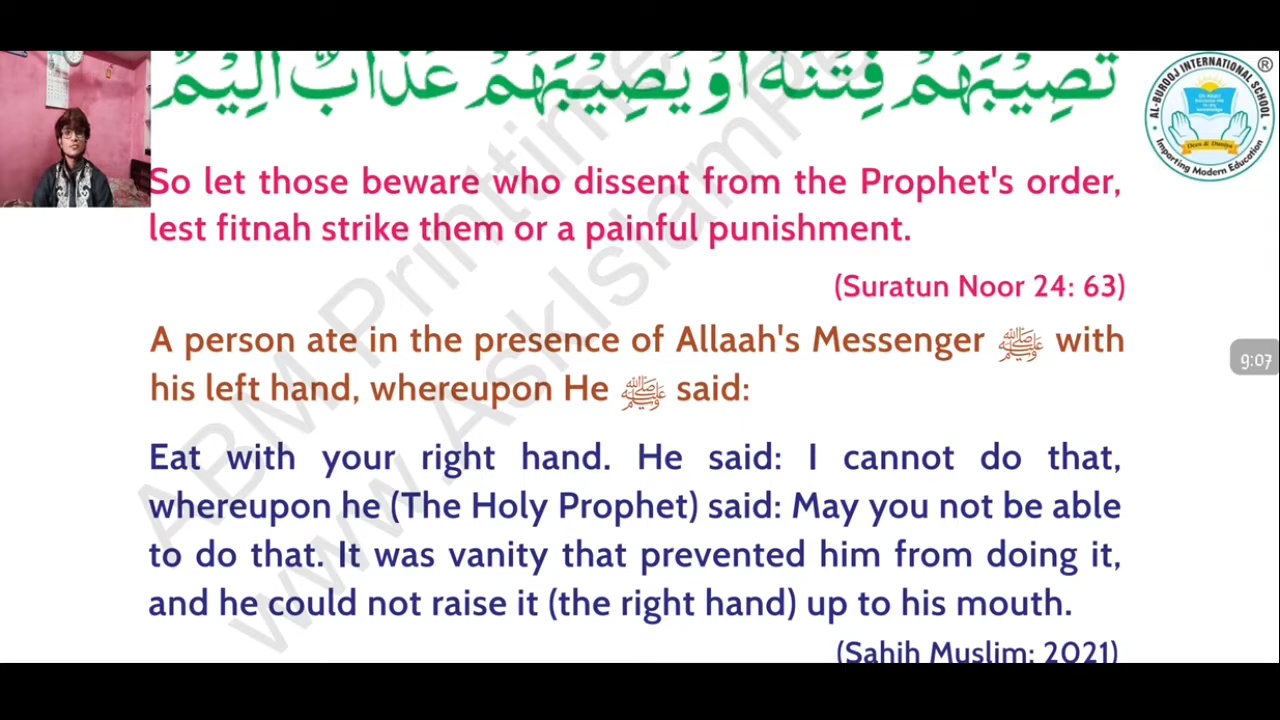 تُصِيْبَهُمْ فِتْنَةٌ اَوْ يُصِيْبَهُمْ عَذَابٌ اَلِيْمٌ
AL-BUROOJ INTERNATIONAL SCHOOL ®
Deen & Duniya
Imparting Modern Education
So let those beware who dissent from the Prophet's order,
lest fitnah strike them or a painful punishment.
(Suratun Noor 24: 63)
A person ate in the presence of Allaah's Messenger ﷺ with
his left hand, whereupon He ﷺ said:
9:07
Eat with your right hand. He said: I cannot do that,
whereupon he (The Holy Prophet) said: May you not be able
to do that. It was vanity that prevented him from doing it,
and he could not raise it (the right hand) up to his mouth.
(Sahih Muslim: 2021)
ABM Printtime